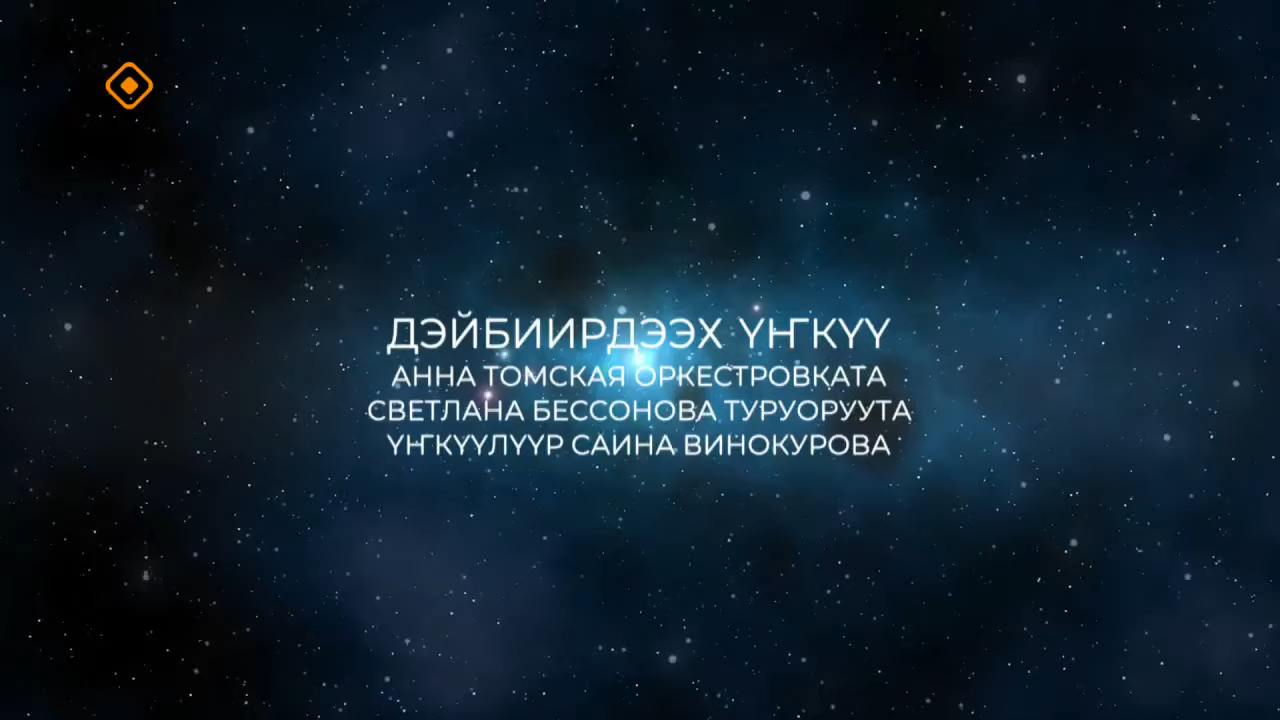 ДЭЙБИИРДЭЭХ ҮҤКҮҮ
АННА ТОМСКАЯ ОРКЕСТРОВКАТА
СВЕТЛАНА БЕССОНОВА ТУРУОРУУТА
ҮҤКҮҮЛҮҮР САИНА ВИНОКУРОВА